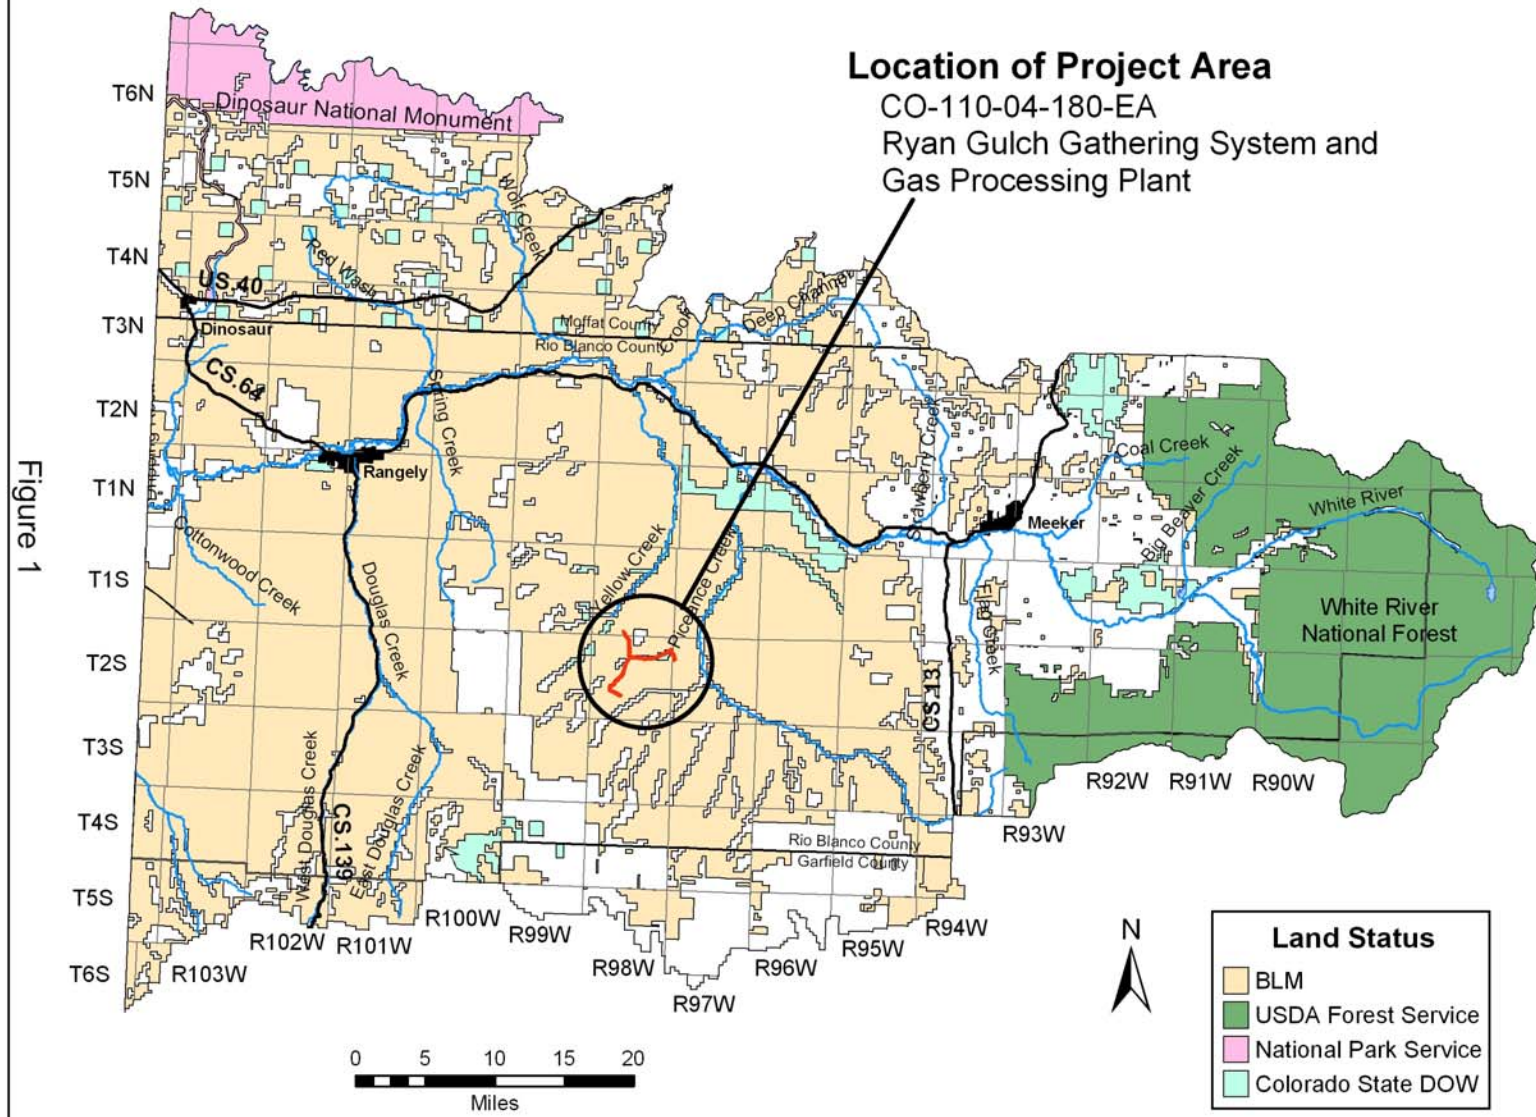 Location of Project Area
CO-110-04-180-EA
Ryan Gulch Gathering System and
Gas Processing Plant
T6N
T5N
T4N
T3N
T2N
T1N
T1S
T2S
T3S
T4S
T5S
T6S
Dinosaur National Monument
Wolf Creek
Red Wash
US.40
Dinosaur
Moffat County
Rio Blanco County
Deep Channel
CS.64
Spring Creek
Rangely
Strawberry Creek
Coal Creek
Big Beaver Creek
White River
Meeker
Cottonwood Creek
Douglas Creek
Yellow Creek
Piceance Creek
Flag Creek
White River
National Forest
CS.13
West Douglas Creek
CS.139
East Douglas Creek
Rio Blanco County
Garfield County
R103W
R102W
R101W
R100W
R99W
R98W
R97W
R96W
R95W
R94W
R93W
R92W
R91W
R90W
Figure 1
0 5 10 15 20
Miles
N
Land Status
BLM
USDA Forest Service
National Park Service
Colorado State DOW